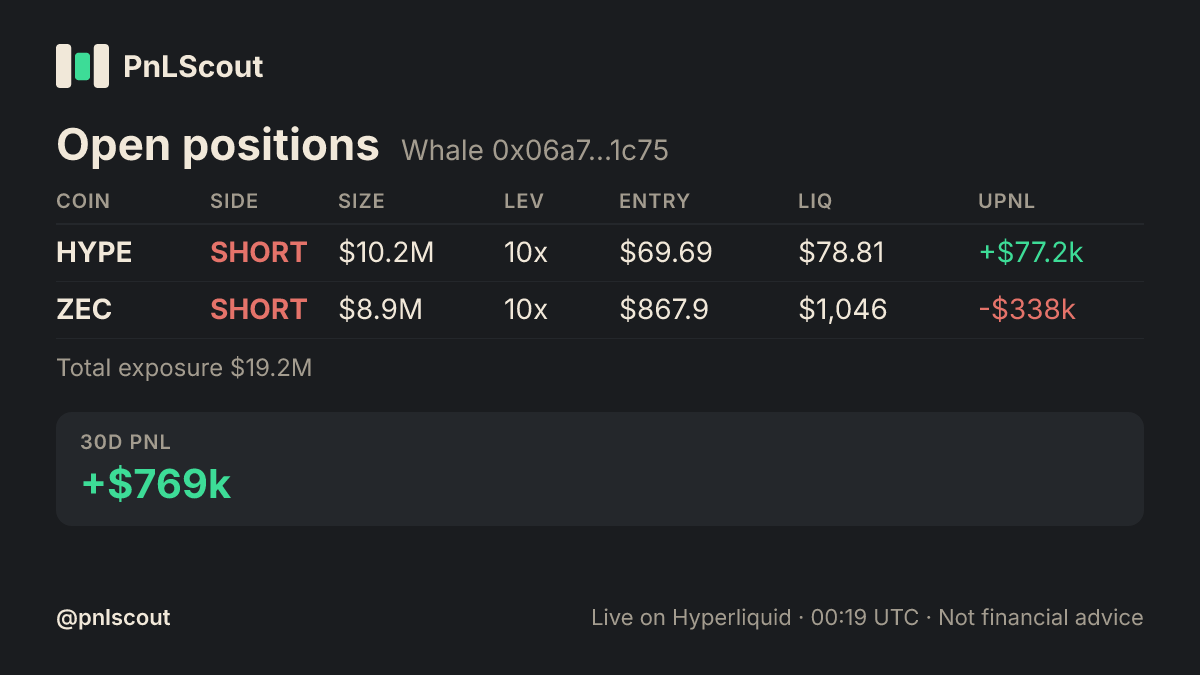 PnLScout
Open positions Whale 0x06a7...1c75
COIN SIDE SIZE LEV ENTRY LIQ UPNL
HYPE SHORT $10.2M 10x $69.69 $78.81 +$77.2k
ZEC SHORT $8.9M 10x $867.9 $1,046 -$338k
Total exposure $19.2M
30D PNL
+$769k
@pnlscout Live on Hyperliquid · 00:19 UTC · Not financial advice